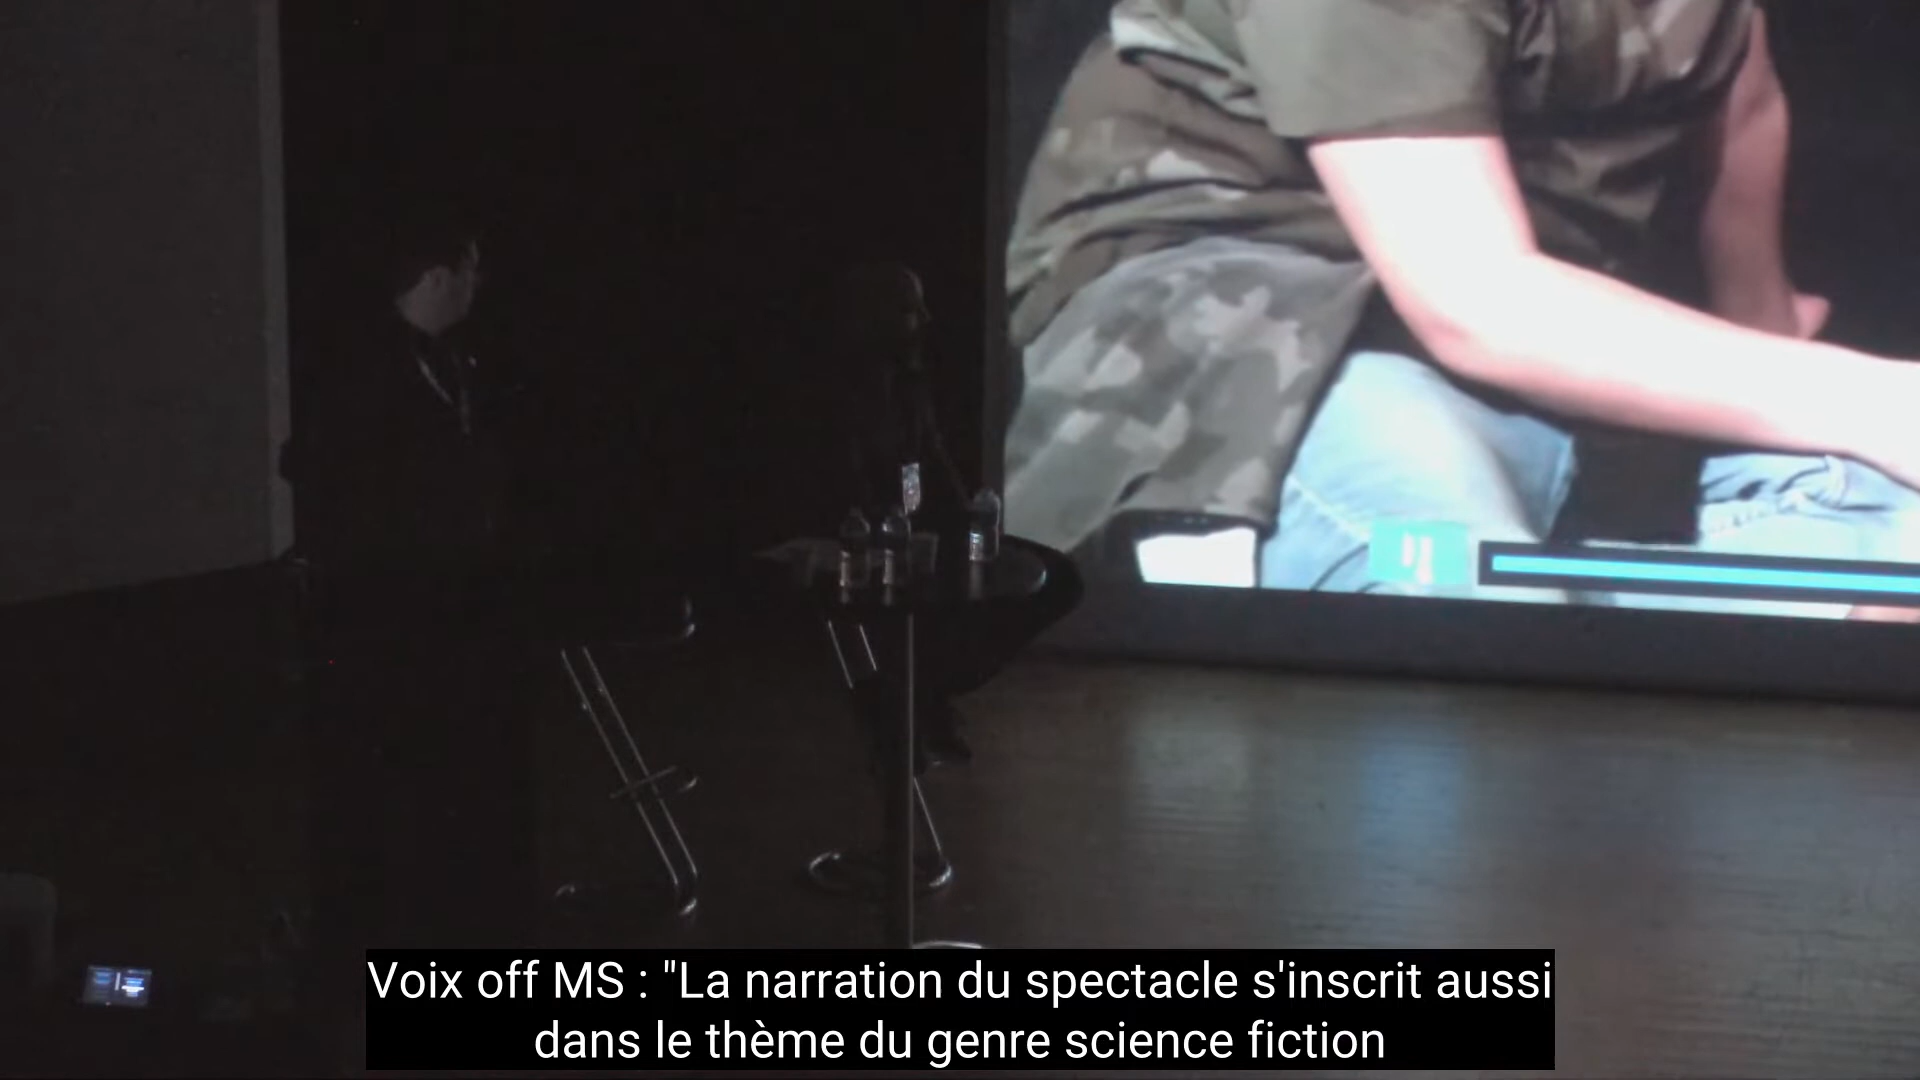 Voix off MS : "La narration du spectacle s'inscrit aussi
dans le thème du genre science fiction